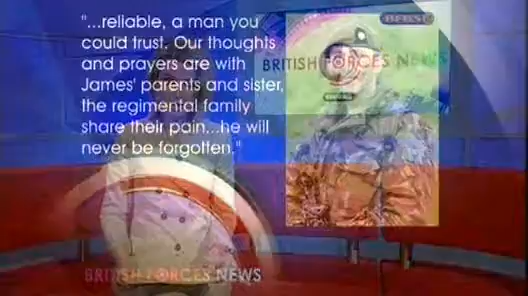 "...reliable, a man you
could trust. Our thoughts
and prayers are with
James' parents and sister,
the regimental family
share their pain...he will
never be forgotten."
BFBS
BRITISH FORCES NEWS
BRITISH FORCES NEWS